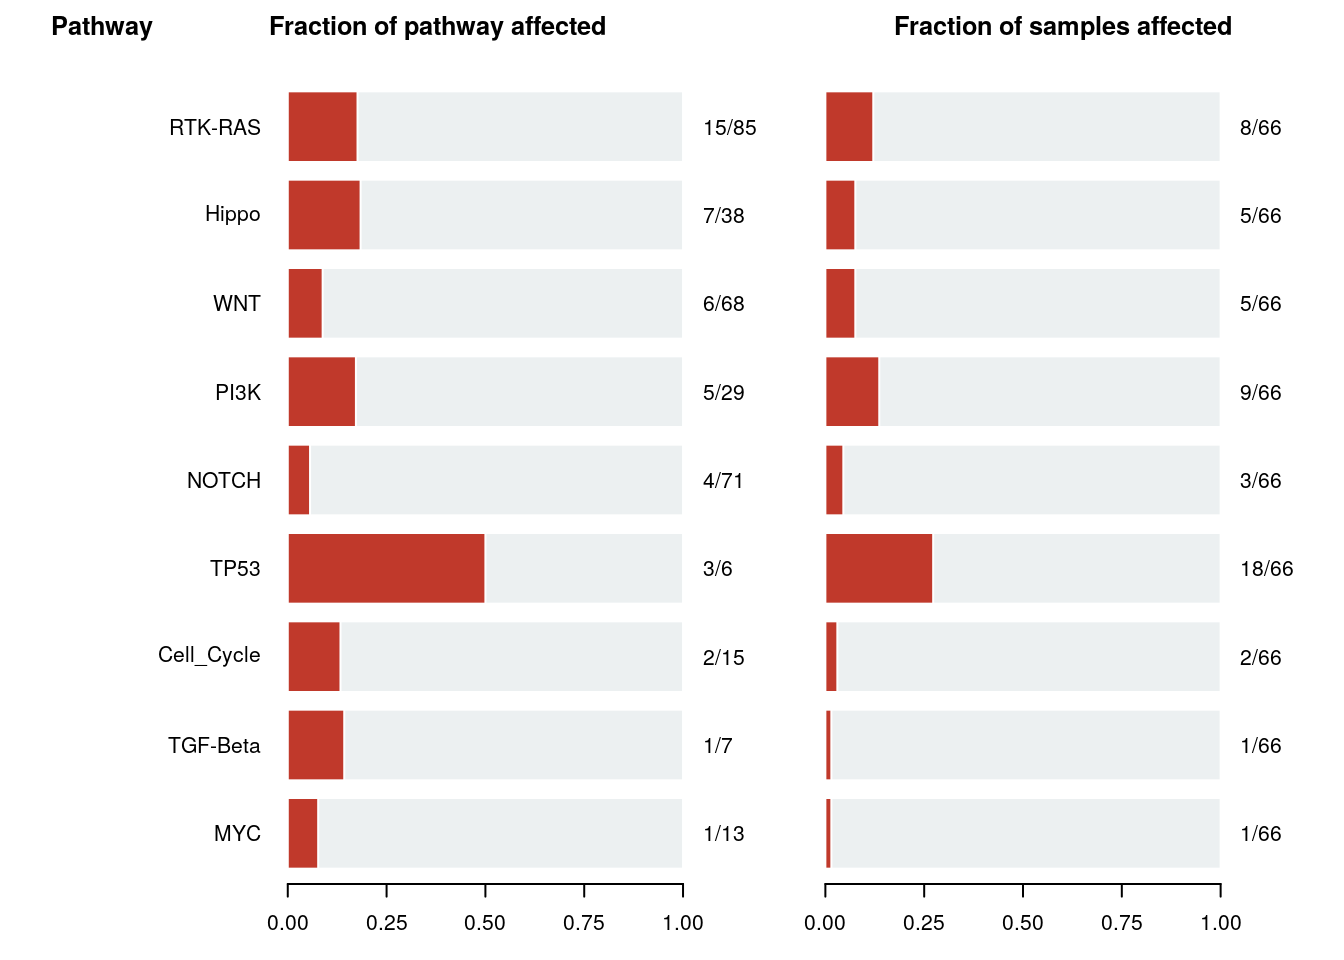 Pathway Fraction of pathway affected Fraction of samples affected
RTK-RAS 15/85 8/66
Hippo 7/38 5/66
WNT 6/68 5/66
PI3K 5/29 9/66
NOTCH 4/71 3/66
TP53 3/6 18/66
Cell_Cycle 2/15 2/66
TGF-Beta 1/7 1/66
MYC 1/13 1/66
0.00 0.25 0.50 0.75 1.00 0.00 0.25 0.50 0.75 1.00